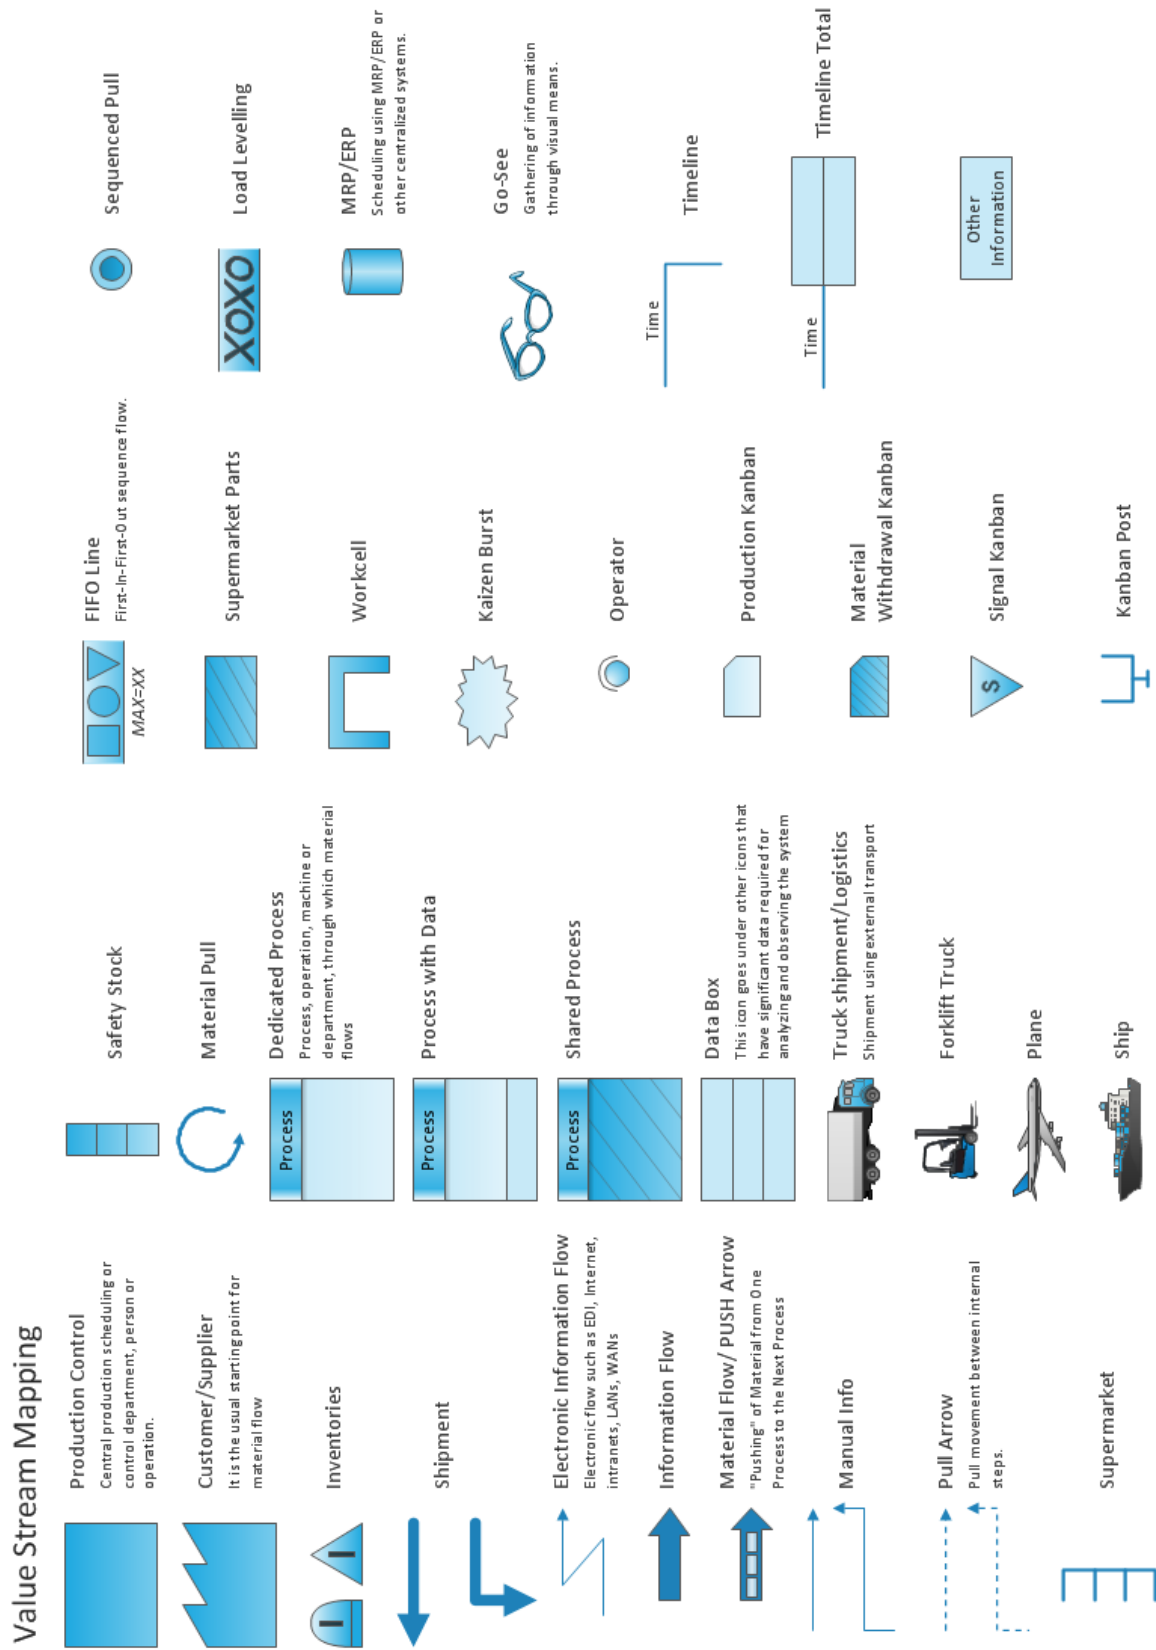 Value Stream Mapping
Production Control
Central production scheduling or
control department, person or
operation.
Customer/Supplier
It is the usual starting point for
material flow
I
I
Inventories
Shipment
Electronic Information Flow
Electronic flow such as EDI, Internet,
intranets, LANs, WANs
Information Flow
Material Flow/ PUSH Arrow
"Pushing" of Material from One
Process to the Next Process
Manual Info
Pull Arrow
Pull movement between internal
steps.
Supermarket
Safety Stock
Material Pull
Process
Dedicated Process
Process, operation, machine or
department, through which material
flows
Process
Process with Data
Process
Shared Process
Data Box
This icon goes under other icons that
have significant data required for
analyzing and observing the system
Truck shipment/Logistics
Shipment using external transport
Forklift Truck
Plane
Ship
FIFO Line
First-In-First-Out sequence flow.
MAX=XX
Supermarket Parts
Workcell
Kaizen Burst
Operator
Production Kanban
Material
Withdrawal Kanban
S
Signal Kanban
Kanban Post
Sequenced Pull
XOXO
Load Levelling
MRP/ERP
Scheduling using MRP/ERP or
other centralized systems.
Go-See
Gathering of information
through visual means.
Time
Timeline
Time
Timeline Total
Other
Information